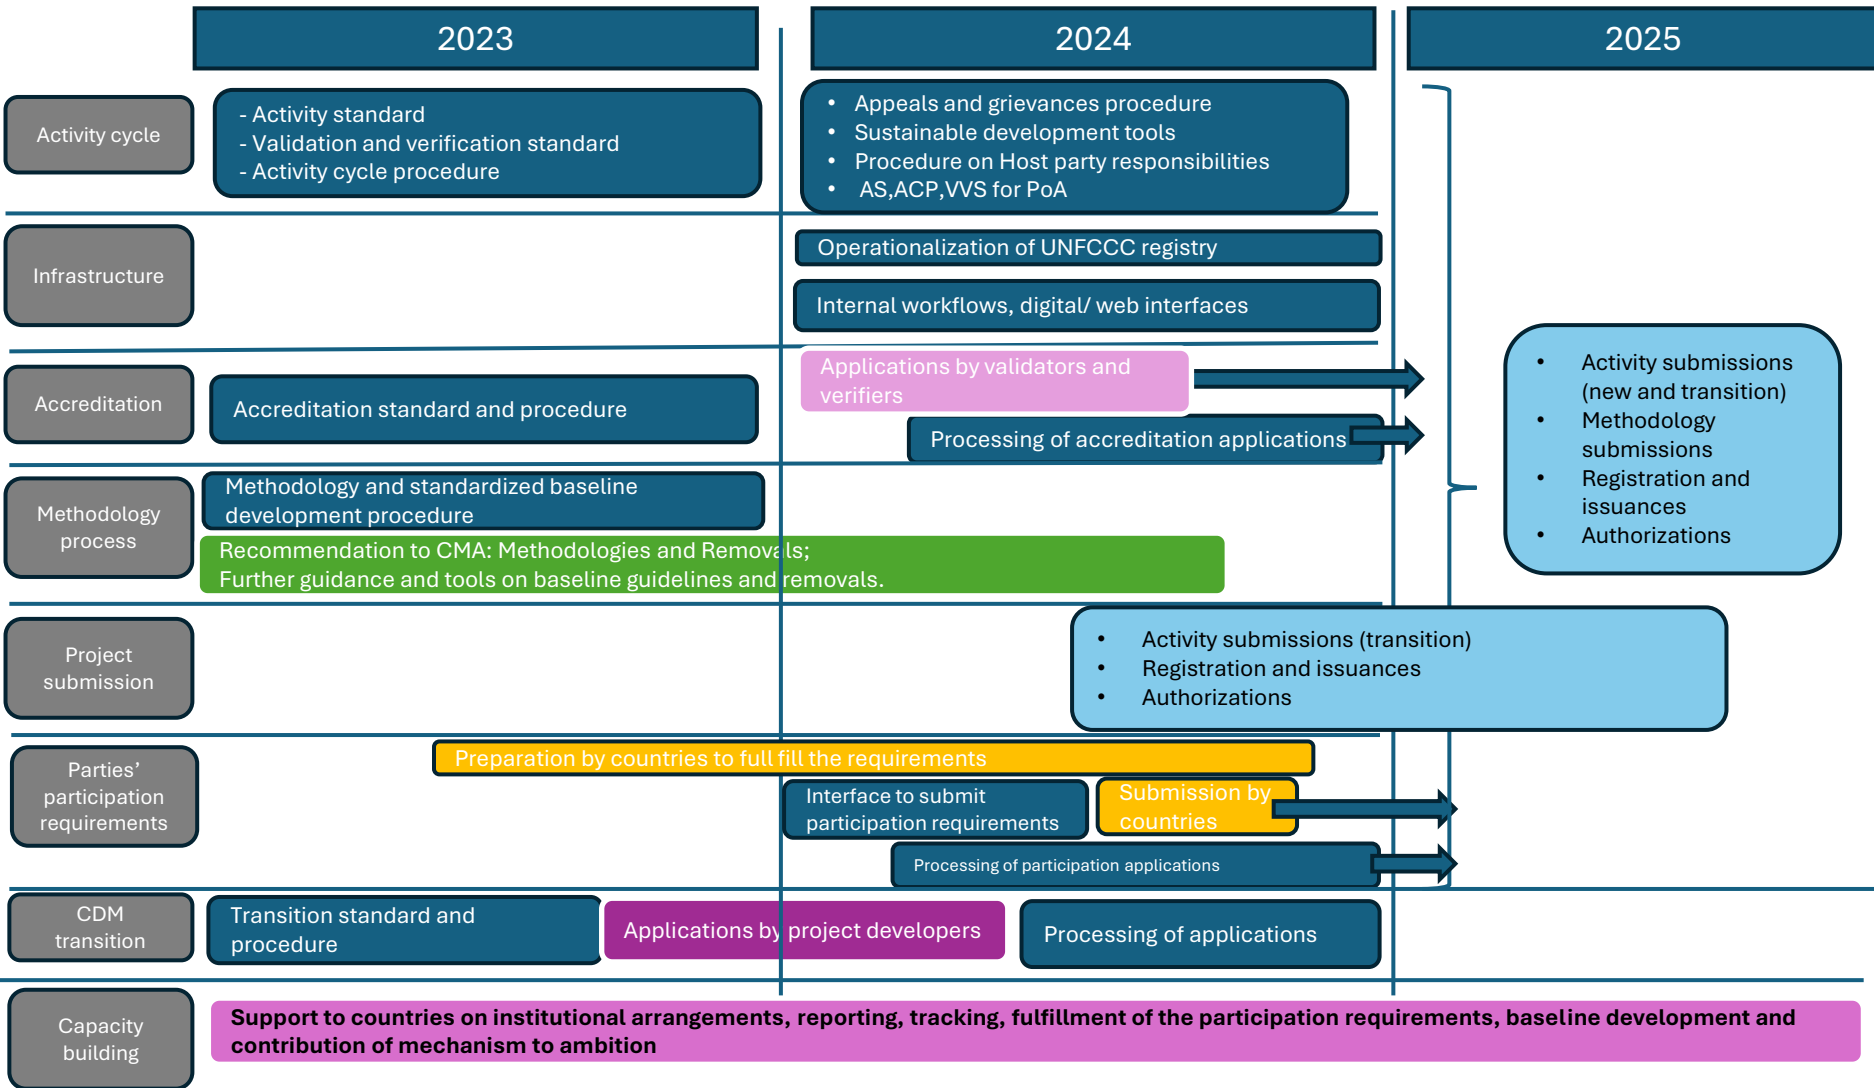 2023
2024
2025
Activity cycle
- Activity standard
- Validation and verification standard
- Activity cycle procedure
• Appeals and grievances procedure
• Sustainable development tools
• Procedure on Host party responsibilities
• AS,ACP,VVS for PoA
Infrastructure
Operationalization of UNFCCC registry
Internal workflows, digital/ web interfaces
Accreditation
Accreditation standard and procedure
Applications by validators and
verifiers
Processing of accreditation applications
• Activity submissions
(new and transition)
• Methodology
submissions
• Registration and
issuances
• Authorizations
Methodology
process
Methodology and standardized baseline
development procedure
Recommendation to CMA: Methodologies and Removals;
Further guidance and tools on baseline guidelines and removals.
Project
submission
• Activity submissions (transition)
• Registration and issuances
• Authorizations
Parties’
participation
requirements
Preparation by countries to full fill the requirements
Interface to submit
participation requirements
Submission by
countries
Processing of participation applications
CDM
transition
Transition standard and
procedure
Applications by project developers
Processing of applications
Capacity
building
Support to countries on institutional arrangements, reporting, tracking, fulfillment of the participation requirements, baseline development and
contribution of mechanism to ambition